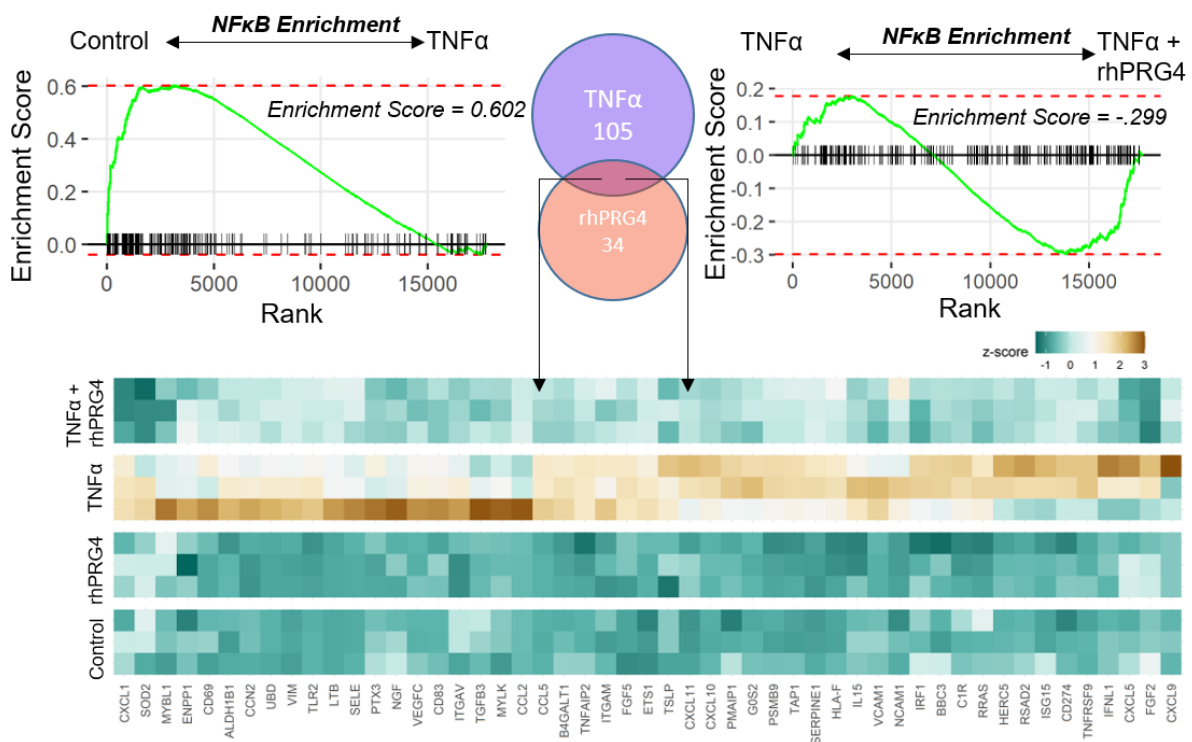 NFκB Enrichment
Control
TNFα
Enrichment Score
0.6
0.4
0.2
0.0
Enrichment Score = 0.602
0
5000
10000
15000
Rank
TNFα
105
rhPRG4
34
NFκB Enrichment
TNFα
TNFα +
rhPRG4
Enrichment Score
0.2
0.1
0.0
-0.1
-0.2
-0.3
Enrichment Score = -.299
0
5000
10000
15000
Rank
z-score
-1 0 1 2 3
TNFα +
rhPRG4
TNFα
rhPRG4
Control
CXCL1
SOD2
MYBL1
ENPP1
CD69
ALDH1B1
CCN2
UBD
VIM
TLR2
LTB
SELE
PTX3
NGF
VEGFC
CD83
ITGAV
TGFB3
MYLK
CCL2
CCL5
B4GALT1
TNFAIP2
ITGAM
FGF5
ETS1
TSLP
CXCL11
CXCL10
PMAIP1
G0S2
PSMB9
TAP1
SERPINE1
HLA-F
IL15
VCAM1
NCAM1
IRF1
BBC3
C1R
RRAS
HERC5
RSAD2
ISG15
CD274
TNFRSF9
IFNL1
CXCL5
FGF2
CXCL9